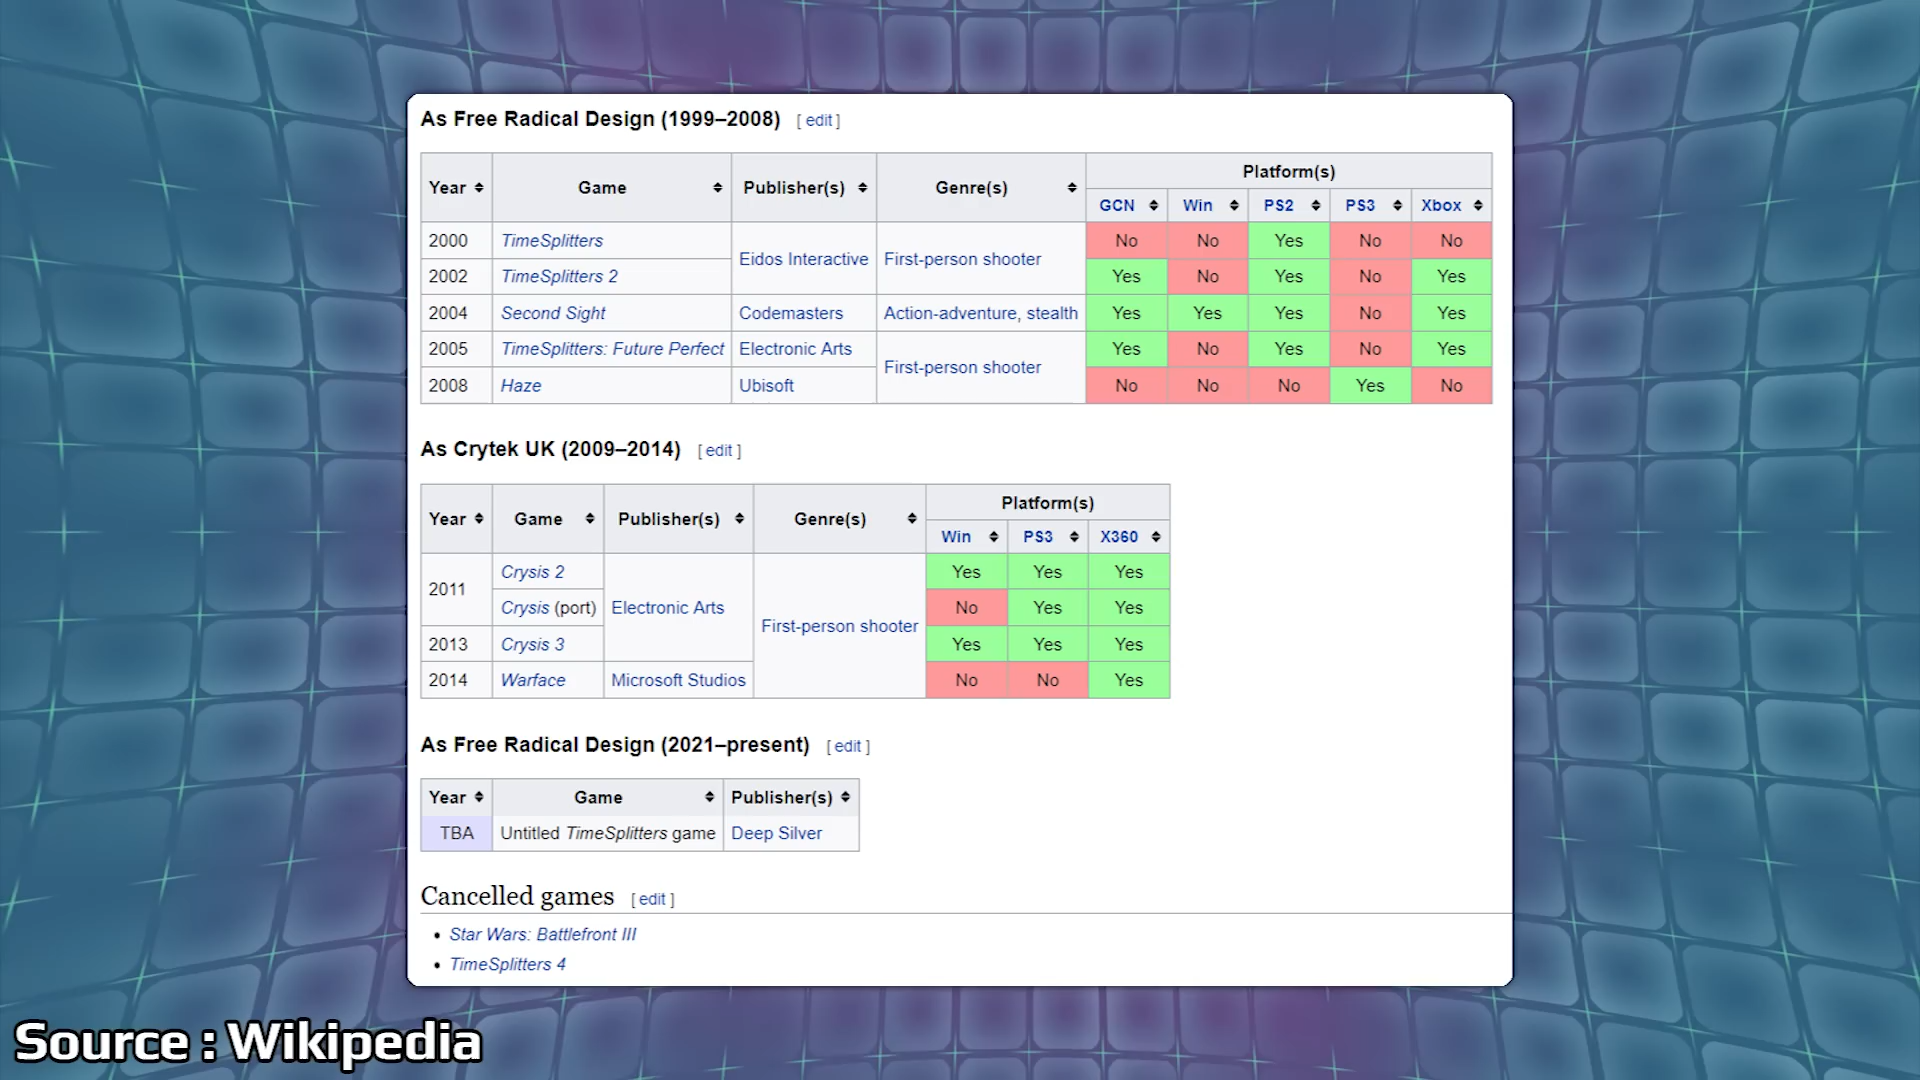 As Free Radical Design (1999–2008) [ edit ]
Year Game Publisher(s) Genre(s) Platform(s)
GCN Win PS2 PS3 Xbox
2000 TimeSplitters Eidos Interactive First-person shooter No No Yes No No
2002 TimeSplitters 2 Yes No Yes No Yes
2004 Second Sight Codemasters Action-adventure, stealth Yes Yes Yes No Yes
2005 TimeSplitters: Future Perfect Electronic Arts First-person shooter Yes No Yes No Yes
2008 Haze Ubisoft No No No Yes No
As Crytek UK (2009–2014) [ edit ]
Year Game Publisher(s) Genre(s) Platform(s)
Win PS3 X360
2011 Crysis 2 Electronic Arts First-person shooter Yes Yes Yes
Crysis (port) No Yes Yes
2013 Crysis 3 Yes Yes Yes
2014 Warface Microsoft Studios No No Yes
As Free Radical Design (2021–present) [ edit ]
Year Game Publisher(s)
TBA Untitled TimeSplitters game Deep Silver
Cancelled games [ edit ]
• Star Wars: Battlefront III
• TimeSplitters 4
Source : Wikipedia